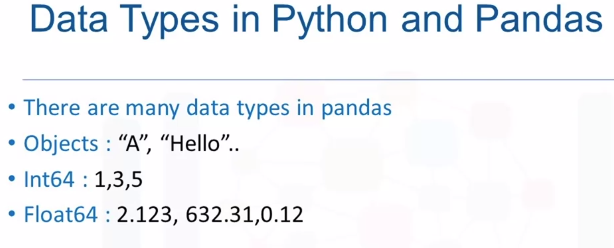 Data Types in Python and Pandas
• There are many data types in pandas
• Objects : “A”, “Hello”..
• Int64 : 1,3,5
• Float64 : 2.123, 632.31,0.12